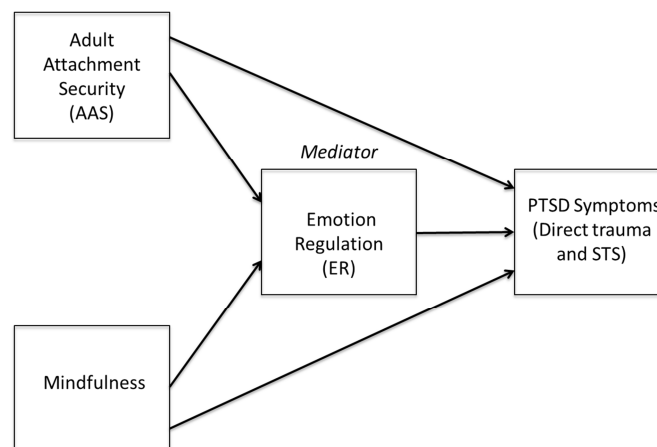 Adult
Attachment
Security
(AAS)
Mediator
Emotion
Regulation
(ER)
PTSD Symptoms
(Direct trauma
and STS)
Mindfulness